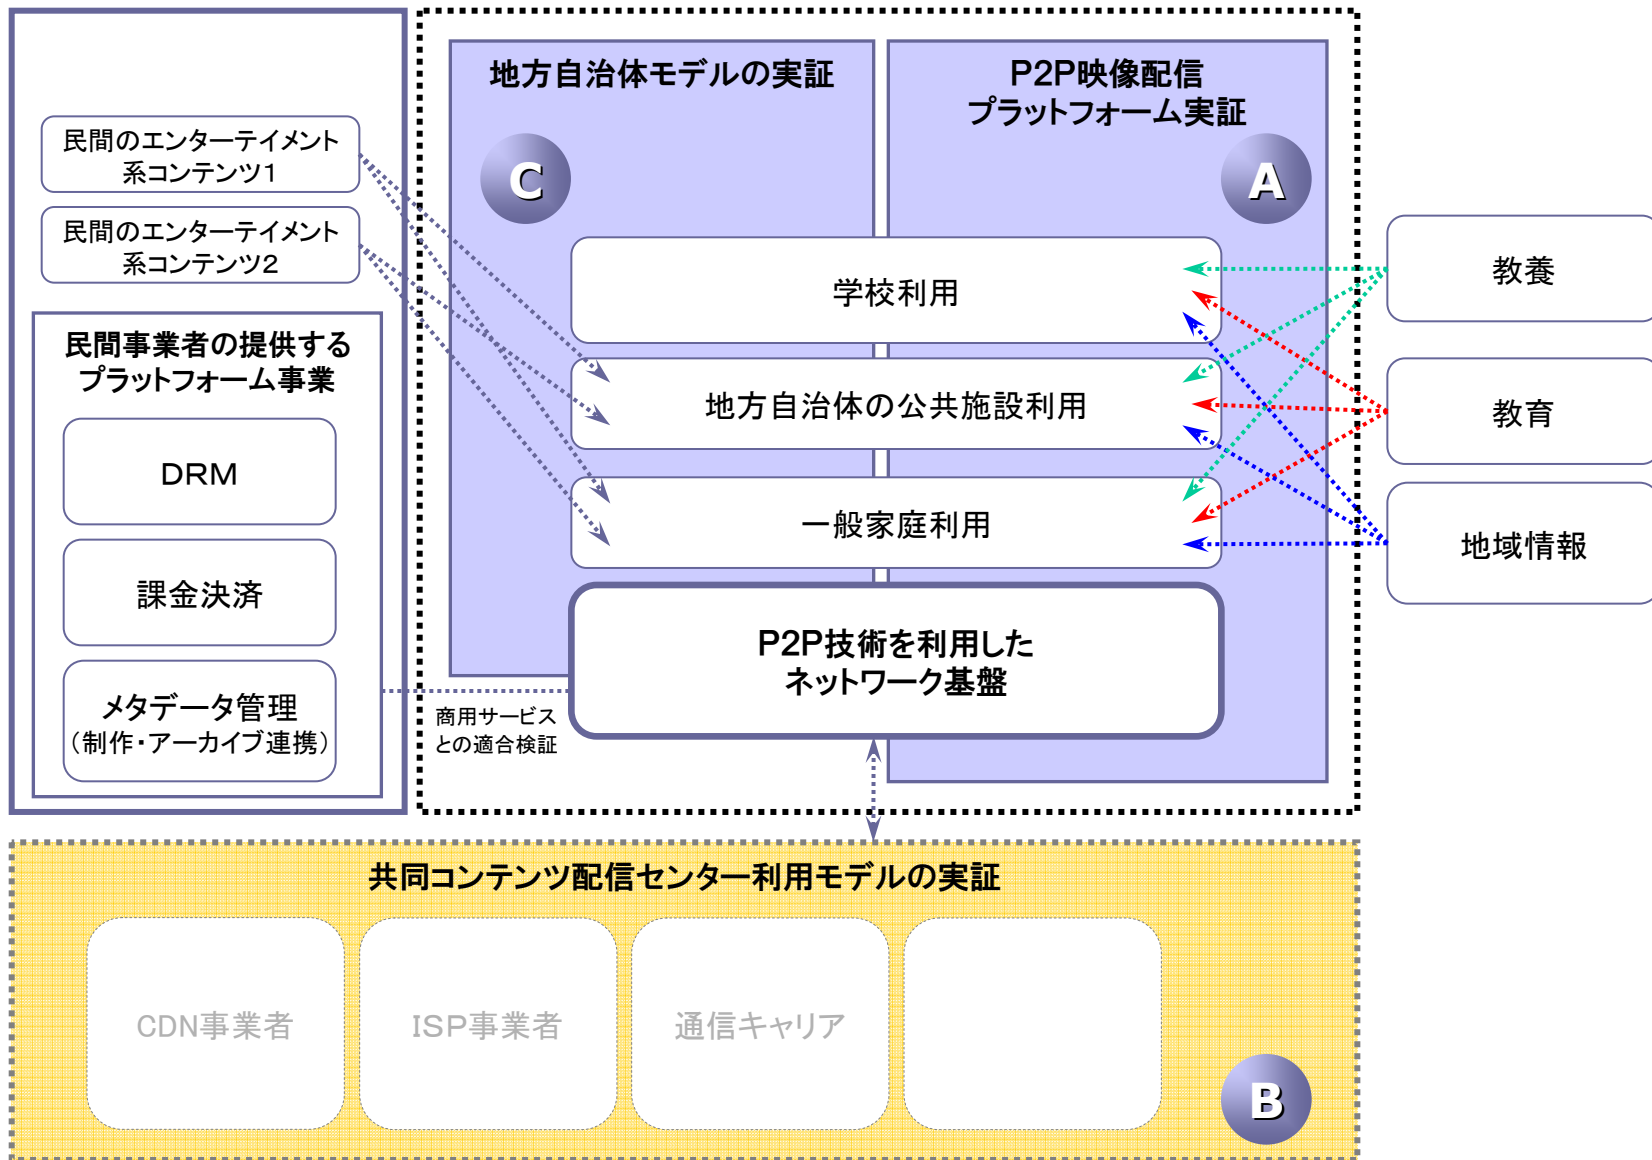 民間のエンターテイメント
系コンテンツ1
民間のエンターテイメント
系コンテンツ2
民間事業者の提供する
プラットフォーム事業
DRM
課金決済
メタデータ管理
（制作・アーカイブ連携）
地方自治体モデルの実証
C
P2P映像配信
プラットフォーム実証
A
学校利用
地方自治体の公共施設利用
一般家庭利用
P2P技術を利用した
ネットワーク基盤
商用サービス
との適合検証
教養
教育
地域情報
共同コンテンツ配信センター利用モデルの実証
CDN事業者
ISP事業者
通信キャリア
B